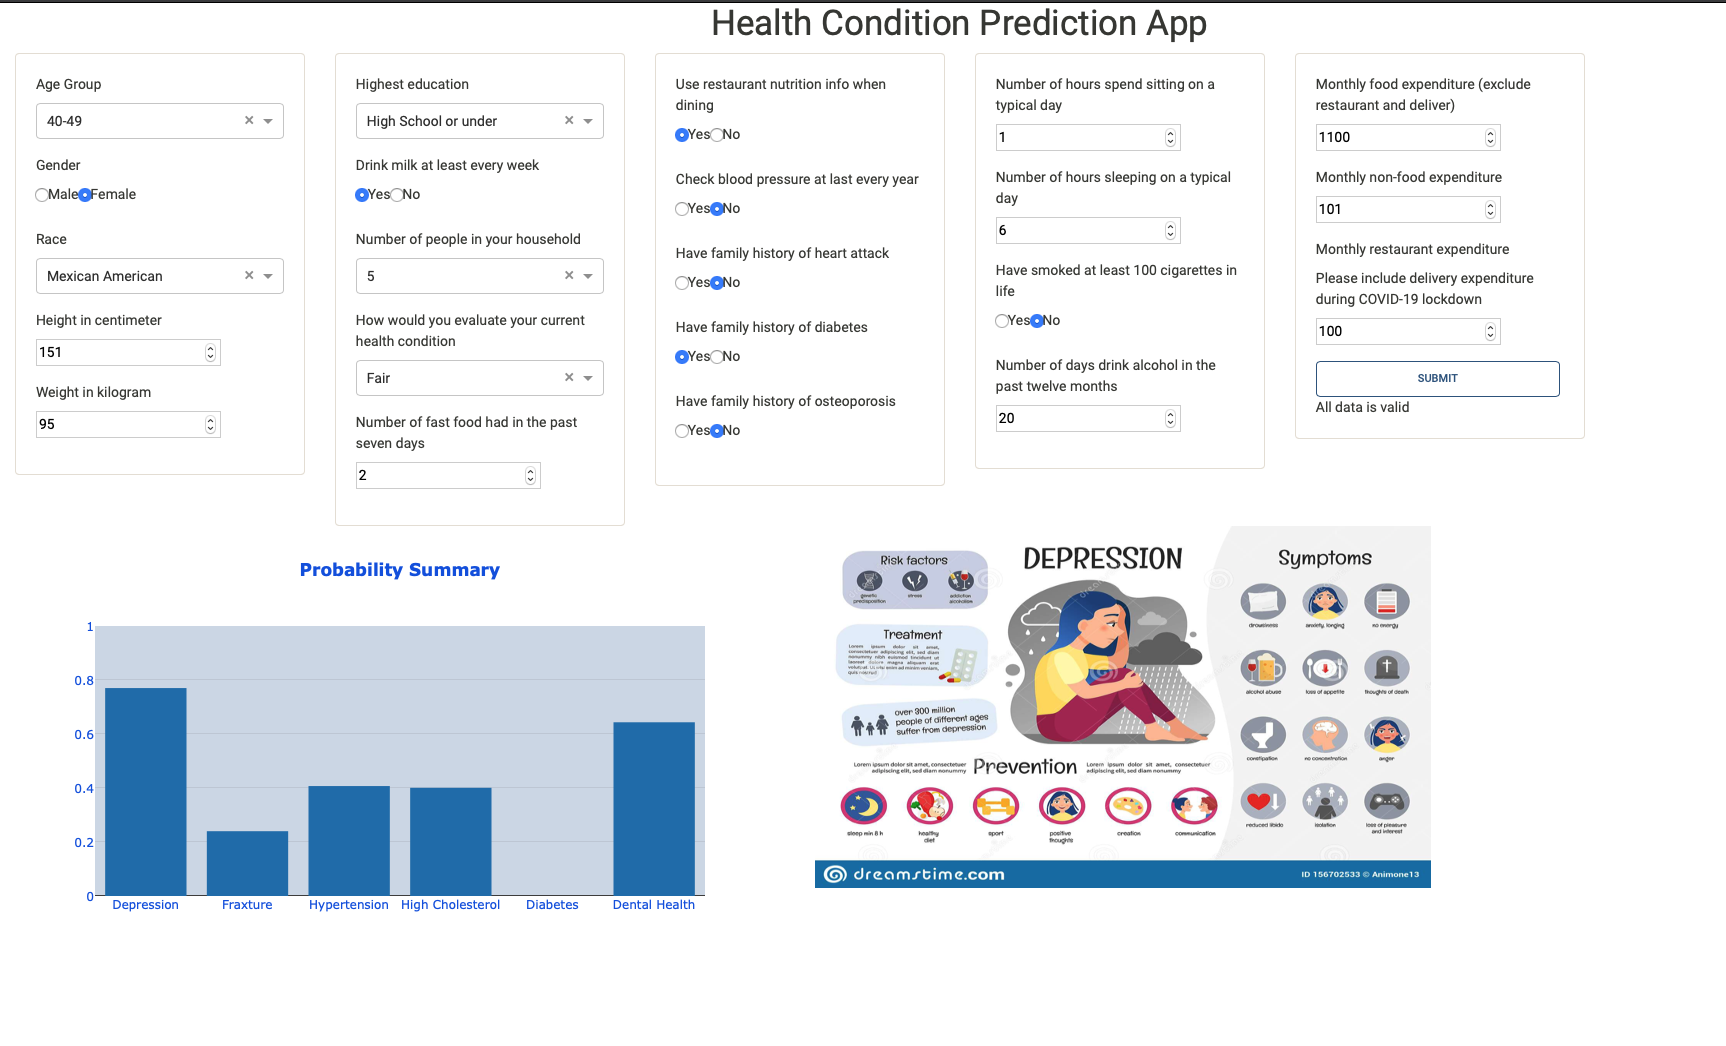 Health Condition Prediction App
Age Group
40-49
Gender
Male Female
Race
Mexican American
Height in centimeter
151
Weight in kilogram
95
Highest education
High School or under
Drink milk at least every week
Yes No
Number of people in your household
5
How would you evaluate your current
health condition
Fair
Number of fast food had in the past
seven days
2
Use restaurant nutrition info when
dining
Yes No
Check blood pressure at last every year
Yes No
Have family history of heart attack
Yes No
Have family history of diabetes
Yes No
Have family history of osteoporosis
Yes No
Number of hours spend sitting on a
typical day
1
Number of hours sleeping on a typical
day
6
Have smoked at least 100 cigarettes in
life
Yes No
Number of days drink alcohol in the
past twelve months
20
Monthly food expenditure (exclude
restaurant and deliver)
1100
Monthly non-food expenditure
101
Monthly restaurant expenditure
Please include delivery expenditure
during COVID-19 lockdown
100
SUBMIT
All data is valid
Probability Summary
1
0.8
0.6
0.4
0.2
0
Depression Fraxture Hypertension High Cholesterol Diabetes Dental Health
DEPRESSION
Risk factors
genetic
predisposition
stress
addiction
alcoholism
Treatment
Lorem ipsum dolor sit amet,
consectetuer adipiscing elit, sed diam
nonummy nibh euismod tincidunt ut
laoreet dolore magna aliquam erat
over 300 million
people of different ages
suffer from depression
Lorem ipsum dolor sit amet, consectetuer
adipiscing elit, sed diam nonummy
Prevention
Lorem ipsum dolor sit amet, consectetuer
adipiscing elit, sed diam nonummy
sleep min 8 h
healthy
diet
sport
positive
thoughts
creation
communication
Symptoms
drowsiness
anxiety, longing
no energy
alcohol abuse
loss of appetite
thoughts of death
constipation
no concentration
anger
reduced libido
isolation
loss of pleasure
and interest
dreamstime.com
ID 156702533 © Animone13